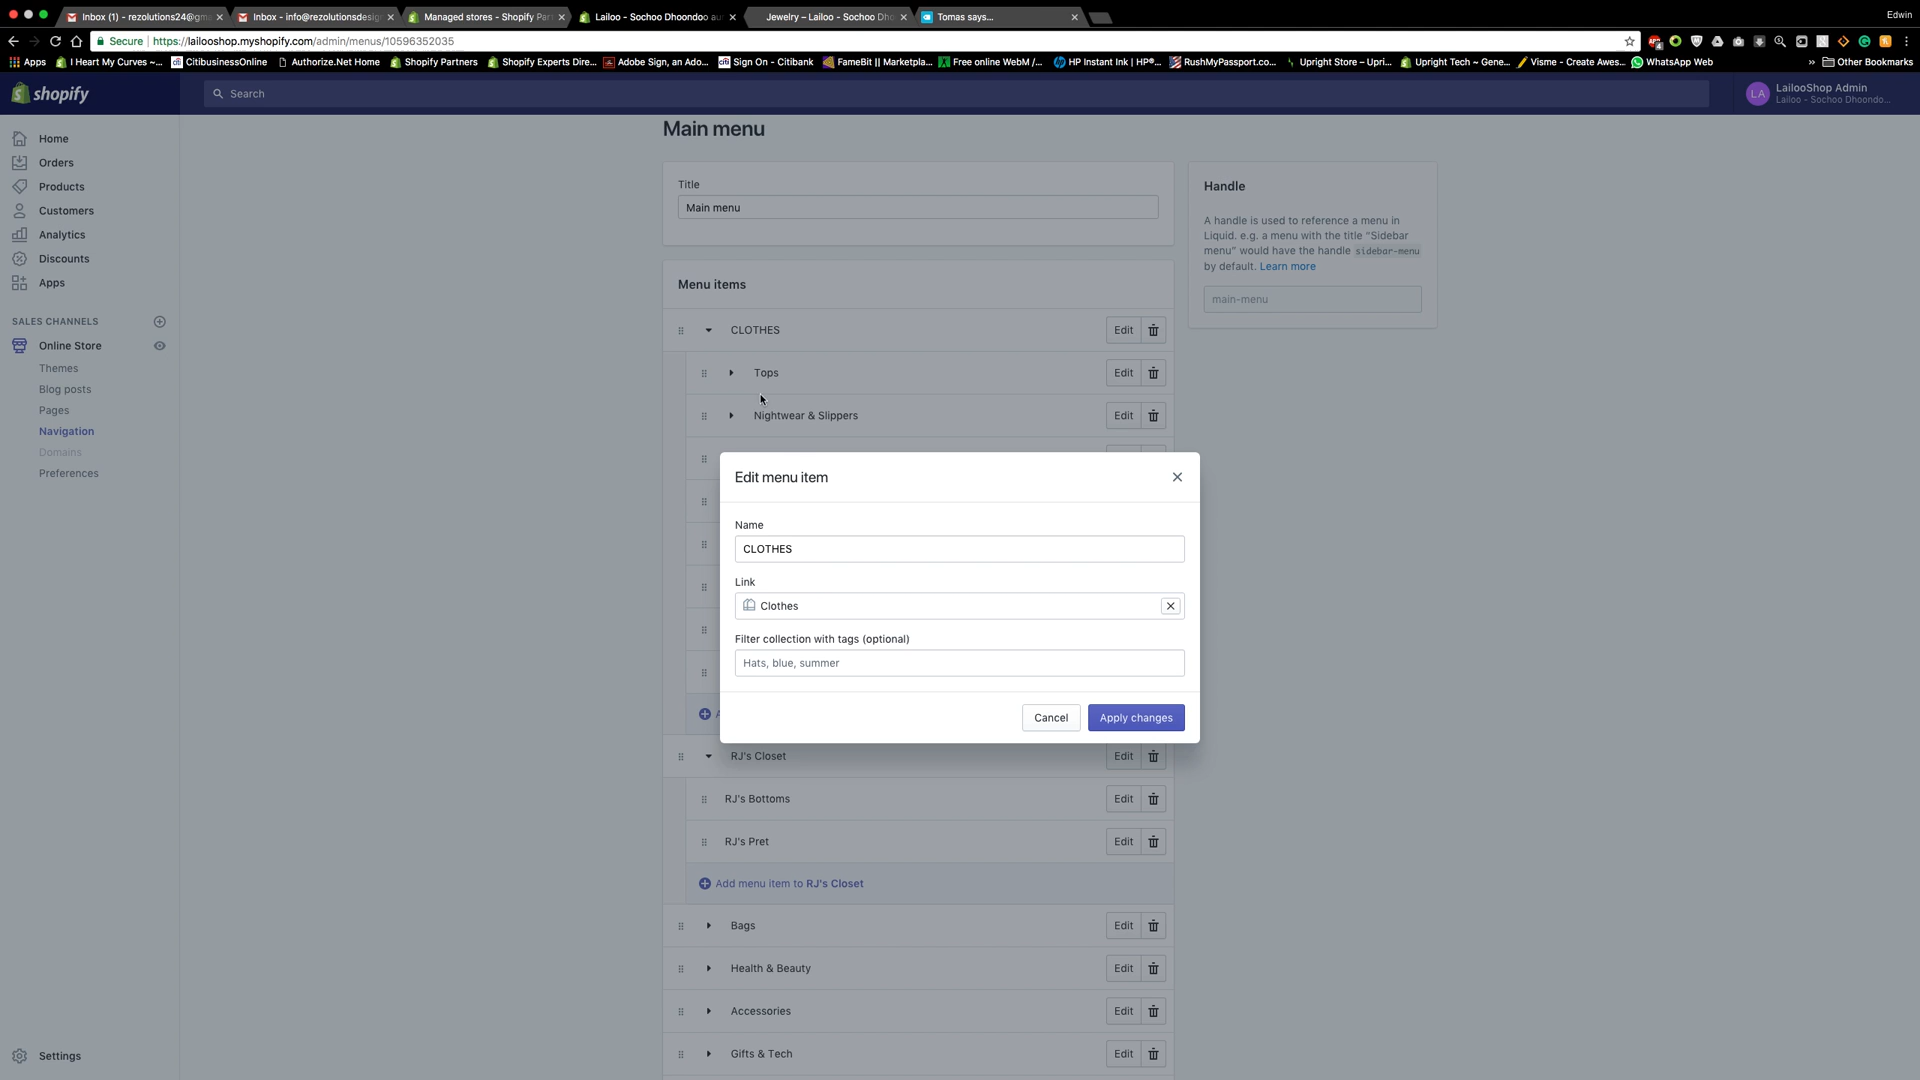 Inbox (1) - rezolutions24@gm
Inbox - info@rezolutionsdesig
Managed stores - Shopify Par
Lailoo - Sochoo Dhoondoo au
Jewelry – Lailoo - Sochoo Dho
Tomas says...
Edwin
Secure
https://lailooshop.myshopify.com/admin/menus/10596352035
Apps
I Heart My Curves ~...
CitibusinessOnline
Authorize.Net Home
Shopify Partners
Shopify Experts Dire...
Adobe Sign, an Ado...
Sign On - Citibank
FameBit || Marketpla...
Free online WebM /...
HP Instant Ink | HP®...
RushMyPassport.co...
Upright Store – Upri...
Upright Tech ~ Gene...
Visme - Create Awes...
WhatsApp Web
»
Other Bookmarks
shopify
Search
LA
LailooShop Admin
Lailoo - Sochoo Dhoondo...
Home
Orders
Products
Customers
Analytics
Discounts
Apps
SALES CHANNELS
Online Store
Themes
Blog posts
Pages
Navigation
Domains
Preferences
Settings
Main menu
Title
Main menu
Handle
A handle is used to reference a menu in
Liquid. e.g. a menu with the title "Sidebar
menu" would have the handle sidebar-menu
by default. Learn more
main-menu
Menu items
CLOTHES
Edit
Tops
Edit
Nightwear & Slippers
Edit
Edit menu item
Name
CLOTHES
Link
Clothes
Filter collection with tags (optional)
Hats, blue, summer
Cancel
Apply changes
RJ's Closet
Edit
RJ's Bottoms
Edit
RJ's Pret
Edit
Add menu item to RJ's Closet
Bags
Edit
Health & Beauty
Edit
Accessories
Edit
Gifts & Tech
Edit